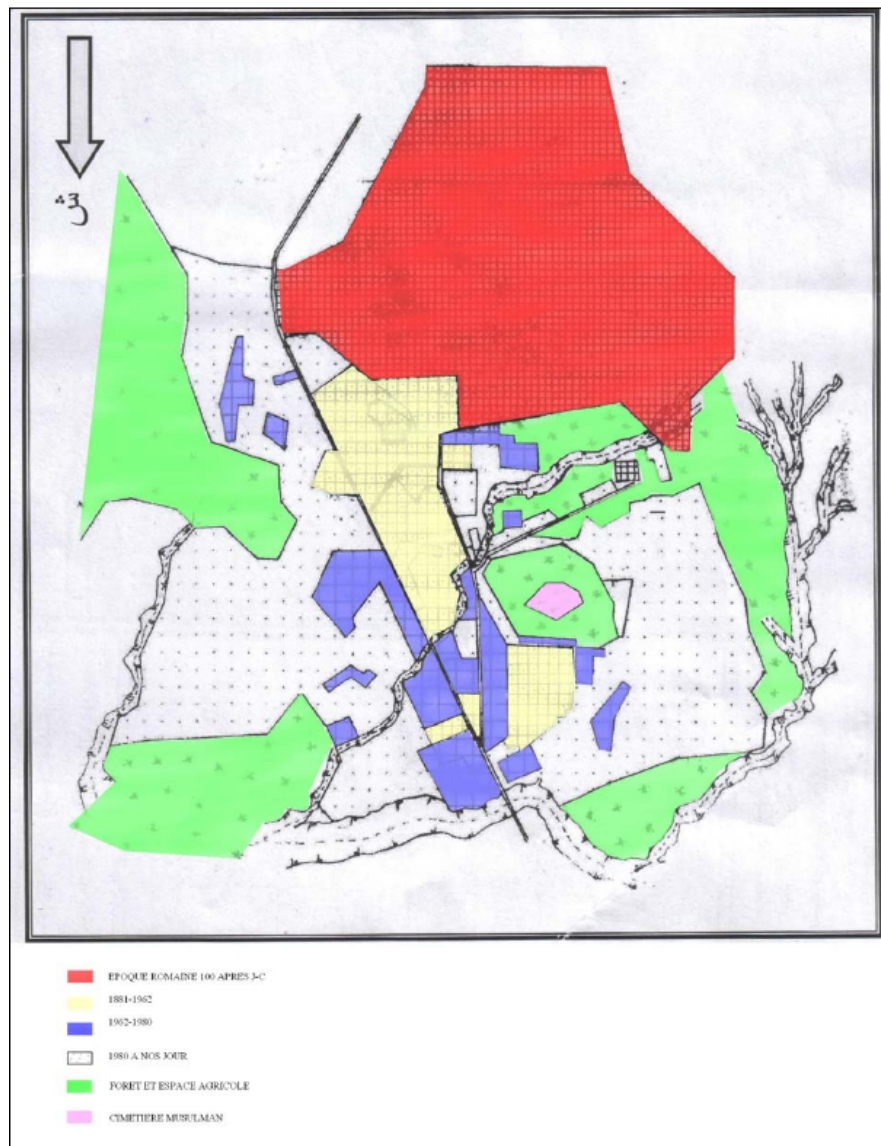 EPOQUE ROMAINE 100 APRES J-C
1881-1962
1962-1980
1980 A NOS JOUR
FORET ET ESPACE AGRICOLE
CIMETIERE MUSULMAN